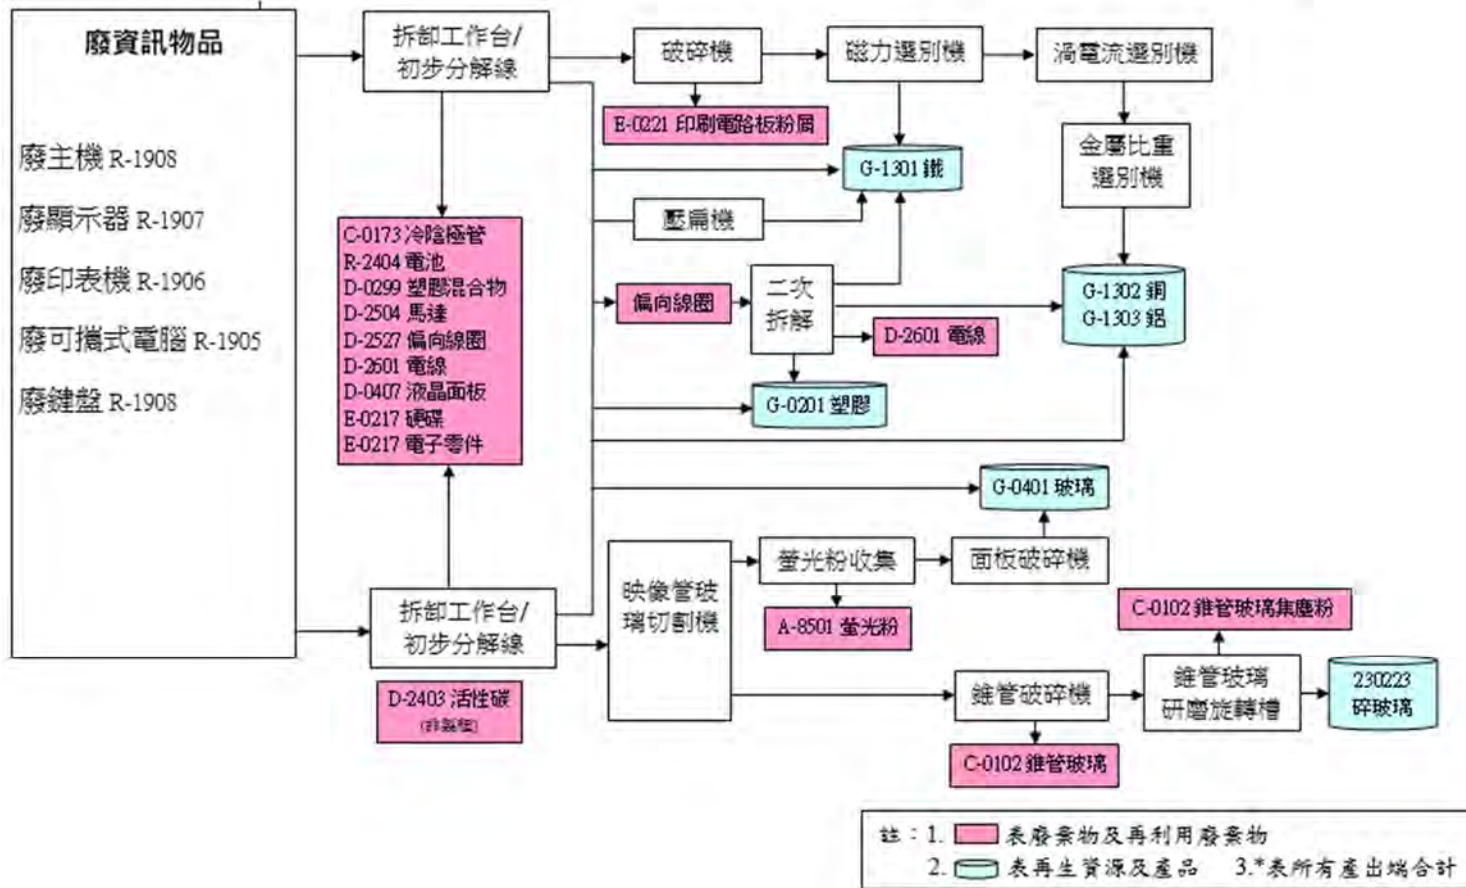 廢資訊物品
廢主機 R-1908
廢顯示器 R-1907
廢印表機 R-1906
廢可攜式電腦 R-1905
廢鍵盤 R-1908
拆卸工作台/
初步分解線
破碎機
磁力選別機
渦電流選別機
E-0221 印刷電路板粉屑
G-1301 鐵
金屬比重
選別機
壓扁機
C-0173 冷陰極管
R-2404 電池
D-0299 塑膠混合物
D-2504 馬達
D-2527 偏向線圈
D-2601 電線
D-0407 液晶面板
E-0217 硬碟
E-0217 電子零件
偏向線圈
二次
拆解
G-1302 銅
G-1303 鋁
D-2601 電線
G-0201 塑膠
G-0401 玻璃
拆卸工作台/
初步分解線
D-2403 活性碳
映像管玻
璃切割機
螢光粉收集
面板破碎機
A-8501 螢光粉
C-0102 錐管玻璃集塵粉
錐管破碎機
錐管玻璃
研磨旋轉槽
230223
碎玻璃
C-0102 錐管玻璃
註：1. 表廢棄物及再利用廢棄物
2. 表再生資源及產品 3.*表所有產出端合計